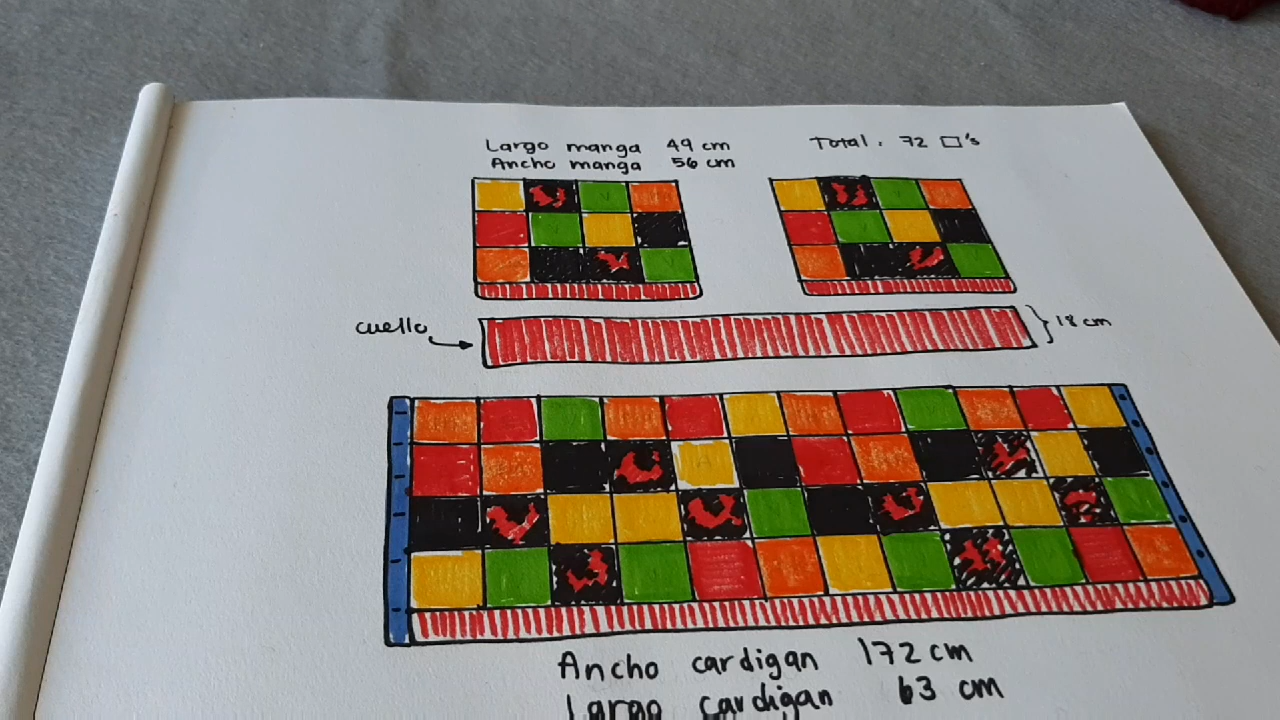 Largo manga 49 cm
Ancho manga 56 cm
Total: 72 □'s
cuello
18 cm
Ancho cardigan 172 cm
Largo cardigan 63 cm